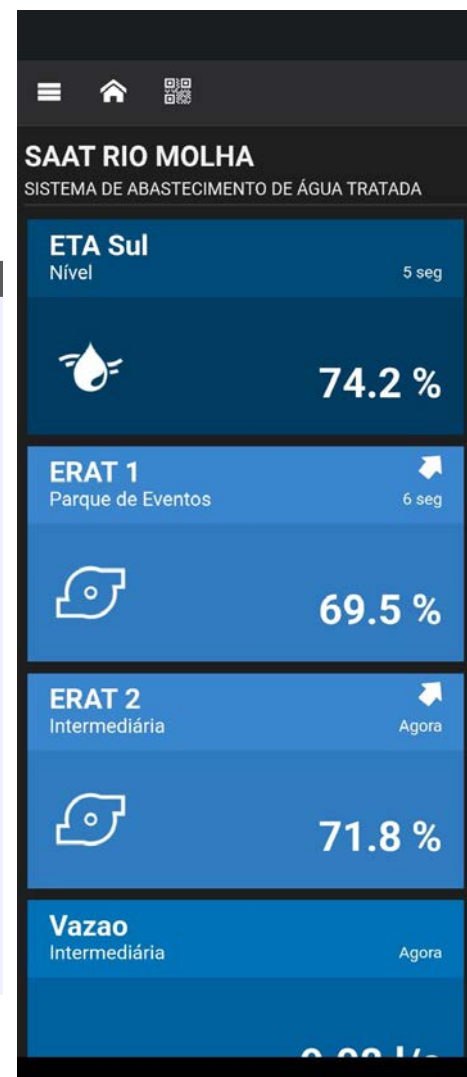 SAAT RIO MOLHA
SISTEMA DE ABASTECIMENTO DE ÁGUA TRATADA
ETA Sul
Nível
5 seg
74.2 %
ERAT 1
Parque de Eventos
6 seg
69.5 %
ERAT 2
Intermediária
Agora
71.8 %
Vazao
Intermediária
Agora